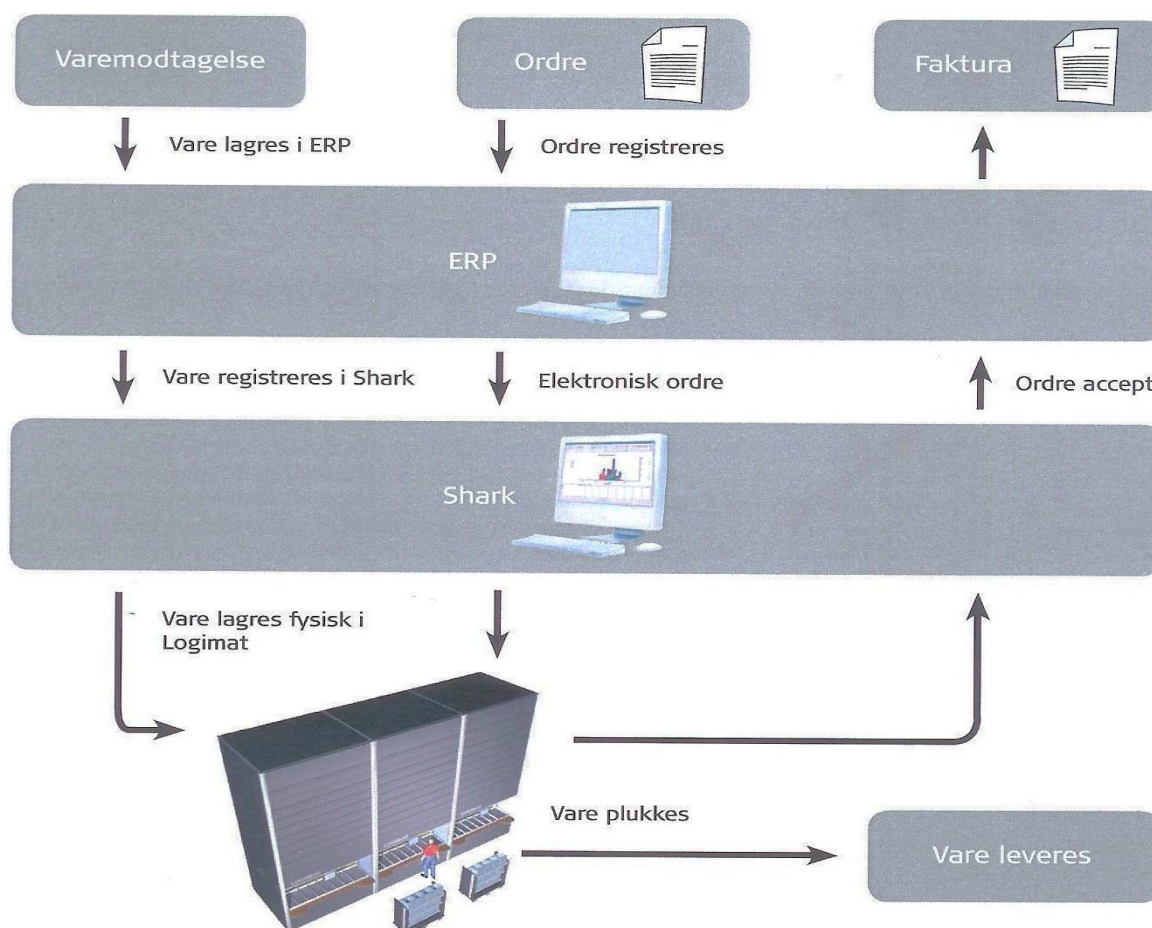 Varemodtagelse
Ordre
Faktura
Vare lagres i ERP
Ordre registreres
ERP
Vare registreres i Shark
Elektronisk ordre
Ordre accept
Shark
Vare lagres fysisk i
Logimat
Vare plukkes
Vare leveres